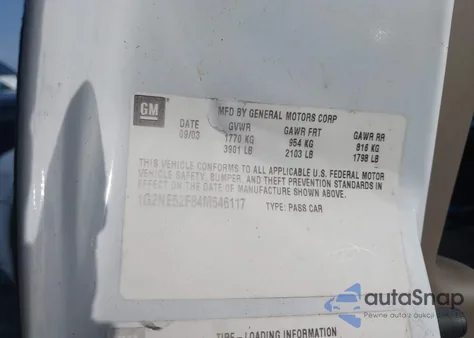 GM
MFD BY GENERAL MOTORS CORP
DATE GVWR GAWR FRT GAWR RR
09/03 1770 KG 954 KG 816 KG
3901 LB 2103 LB 1798 LB
THIS VEHICLE CONFORMS TO ALL APPLICABLE U.S. FEDERAL MOTOR
VEHICLE SAFETY, BUMPER, AND THEFT PREVENTION STANDARDS IN
EFFECT ON THE DATE OF MANUFACTURE SHOWN ABOVE.
1G2NE52F84M546117 TYPE: PASS CAR
TIRE - LOADING INFORMATION
autaSnap
Pewne auta z